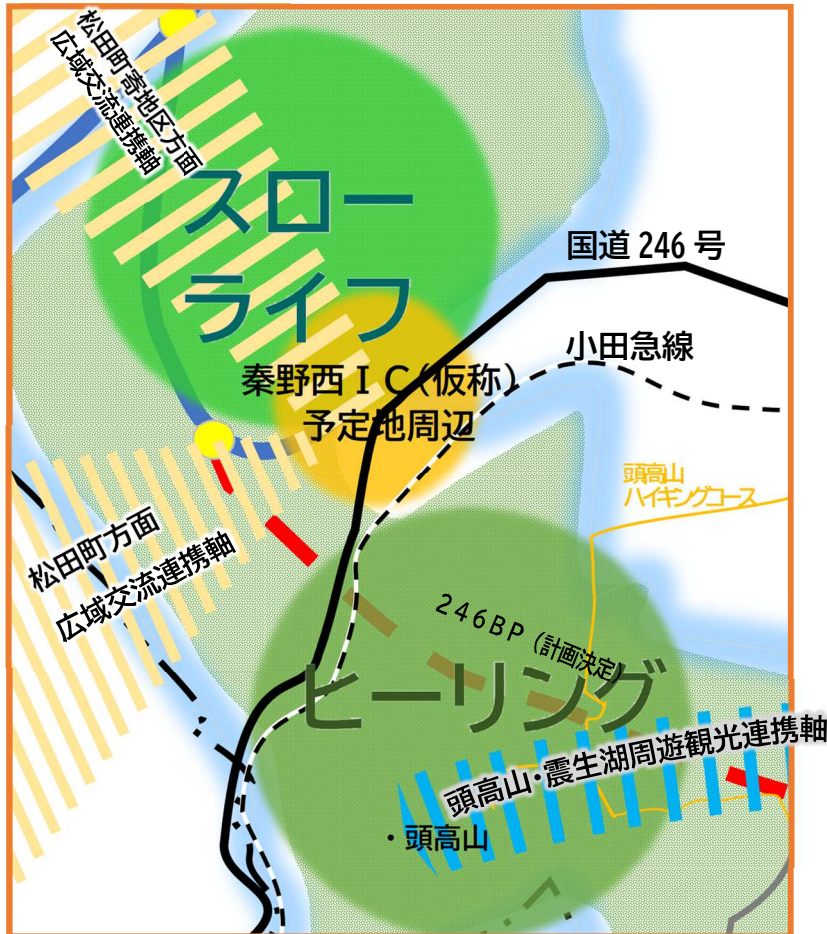 松田町寄地区方面
広域交流連携軸
スロー
ライフ
国道246号
小田急線
秦野西IC(仮称)
予定地周辺
頭高山
ハイキングコース
松田町方面
広域交流連携軸
246BP(計画決定)
ヒーリング
頭高山・震生湖周遊観光連携軸
・頭高山